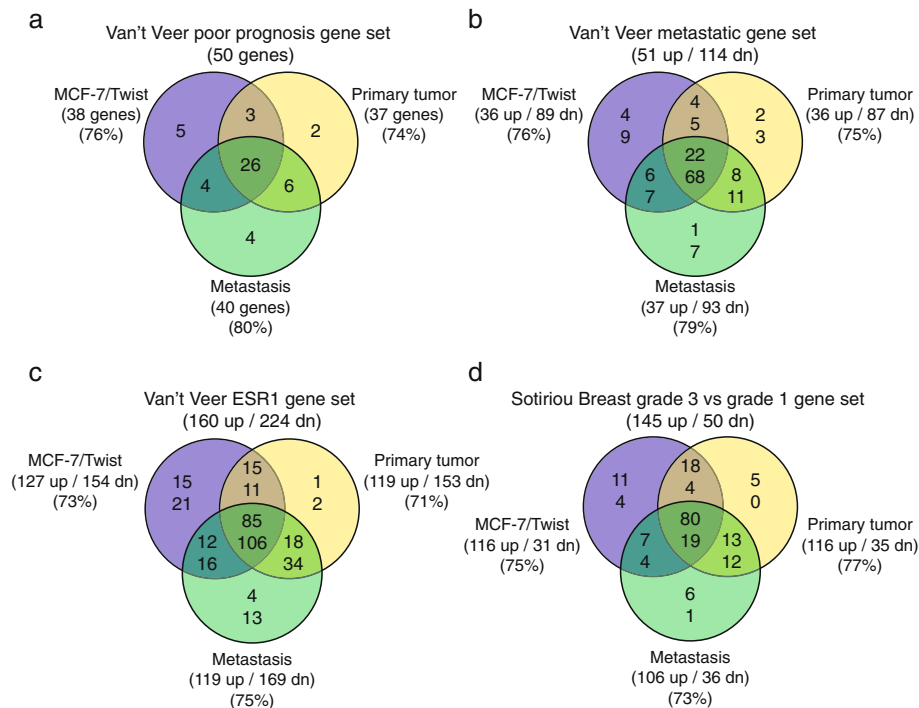 a
Van't Veer poor prognosis gene set
(50 genes)
MCF-7/Twist
(38 genes)
(76%)
Primary tumor
(37 genes)
(74%)
5
3
2
26
4
6
4
Metastasis
(40 genes)
(80%)
b
Van't Veer metastatic gene set
(51 up / 114 dn)
MCF-7/Twist
(36 up / 89 dn)
(76%)
Primary tumor
(36 up / 87 dn)
(75%)
4
9
4
5
2
3
22
68
6
7
8
11
1
7
Metastasis
(37 up / 93 dn)
(79%)
c
Van't Veer ESR1 gene set
(160 up / 224 dn)
MCF-7/Twist
(127 up / 154 dn)
(73%)
Primary tumor
(119 up / 153 dn)
(71%)
15
21
15
11
1
2
85
106
12
16
18
34
4
13
Metastasis
(119 up / 169 dn)
(75%)
d
Sotiriou Breast grade 3 vs grade 1 gene set
(145 up / 50 dn)
MCF-7/Twist
(116 up / 31 dn)
(75%)
Primary tumor
(116 up / 35 dn)
(77%)
11
4
18
4
5
0
80
19
7
4
13
12
6
1
Metastasis
(106 up / 36 dn)
(73%)